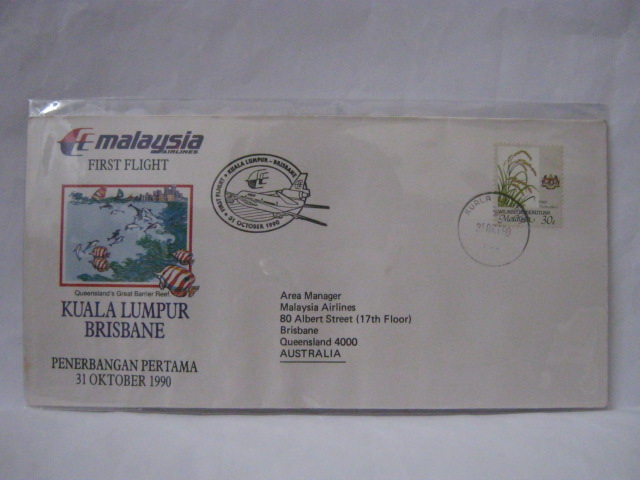 malaysia
AIRLINES
FIRST FLIGHT
Queensland's Great Barrier Reef
KUALA LUMPUR
BRISBANE
PENERBANGAN PERTAMA
31 OKTOBER 1990
FIRST FLIGHT • KUALA LUMPUR - BRISBANE
• 31 OCTOBER 1990 •
Area Manager
Malaysia Airlines
80 Albert Street (17th Floor)
Brisbane
Queensland 4000
AUSTRALIA
Malaysia
30¢
KUALA